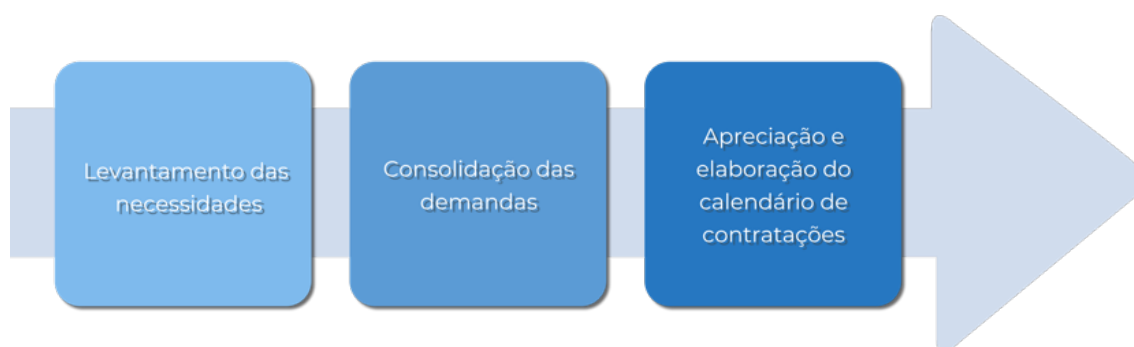 Levantamento das
necessidades
Consolidação das
demandas
Apreciação e
elaboração do
calendário de
contratações